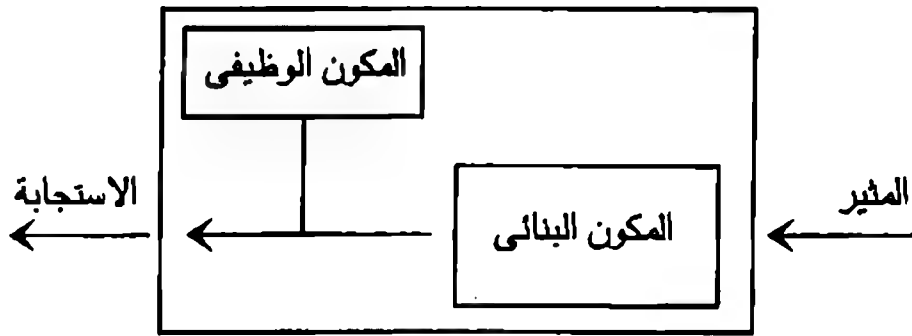 المكون الوظيفى
المثير
المكون البنائى
الاستجابة